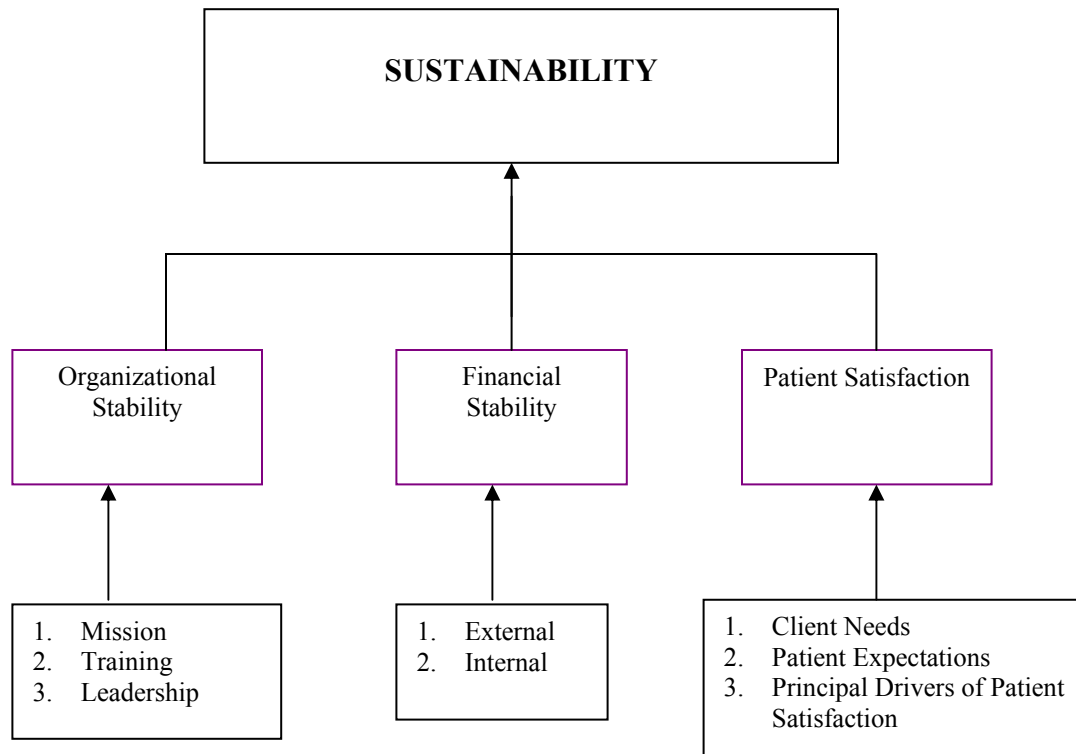 SUSTAINABILITY
Organizational
Stability
Financial
Stability
Patient Satisfaction
1. Mission
2. Training
3. Leadership
1. External
2. Internal
1. Client Needs
2. Patient Expectations
3. Principal Drivers of Patient
Satisfaction